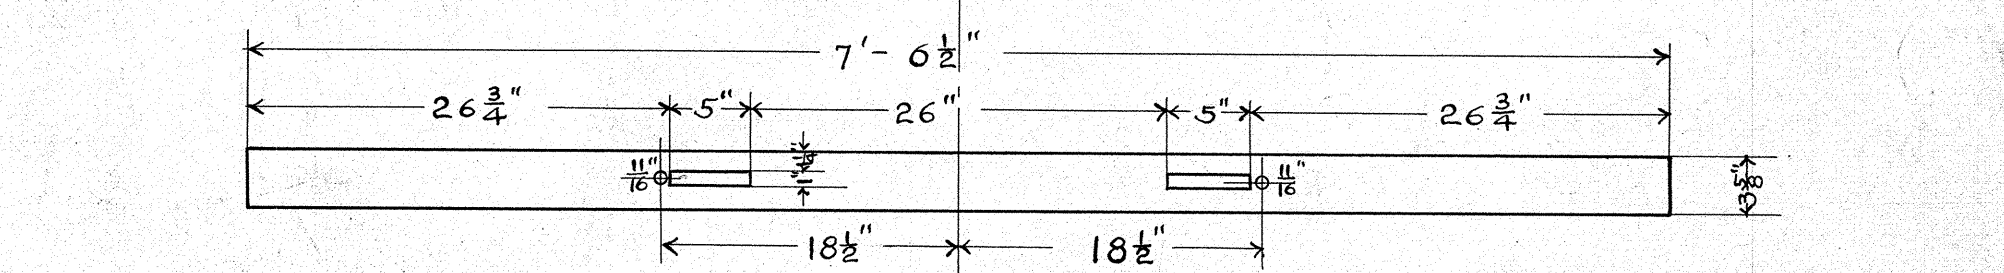 7'- 6 1/2"
26 3/4" 5" 26" 5" 26 3/4"
11/16" 1" 11/16" 3 5/8"
18 1/2" 18 1/2"